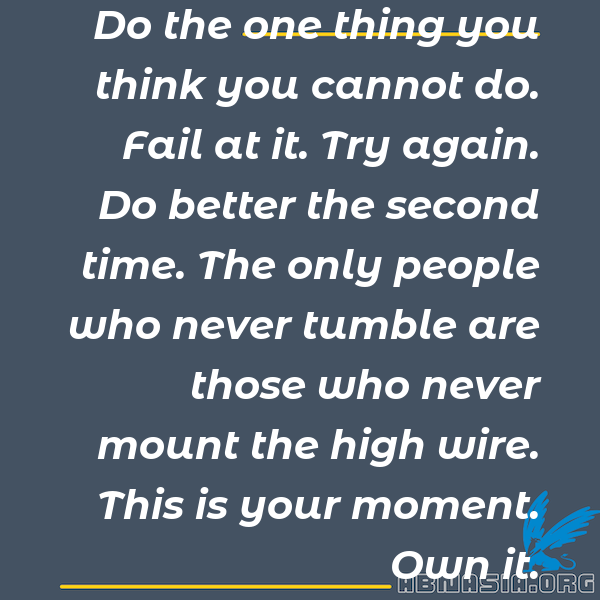 Do the one thing you
think you cannot do.
Fail at it. Try again.
Do better the second
time. The only people
who never tumble are
those who never
mount the high wire.
This is your moment.
Own it.
ABNASIA.ORG